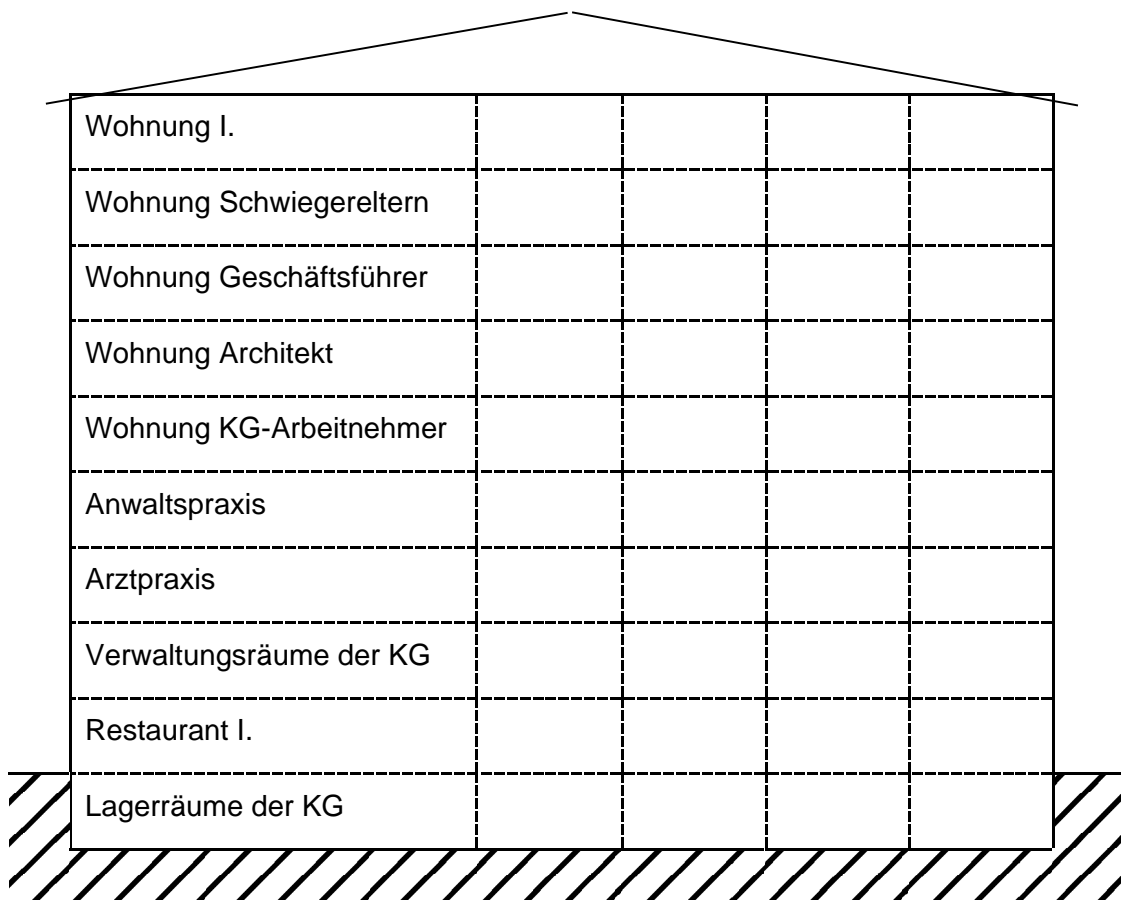 Wohnung I.
Wohnung Schwiegereltern
Wohnung Geschäftsführer
Wohnung Architekt
Wohnung KG-Arbeitnehmer
Anwaltspraxis
Arztpraxis
Verwaltungsräume der KG
Restaurant I.
Lagerräume der KG